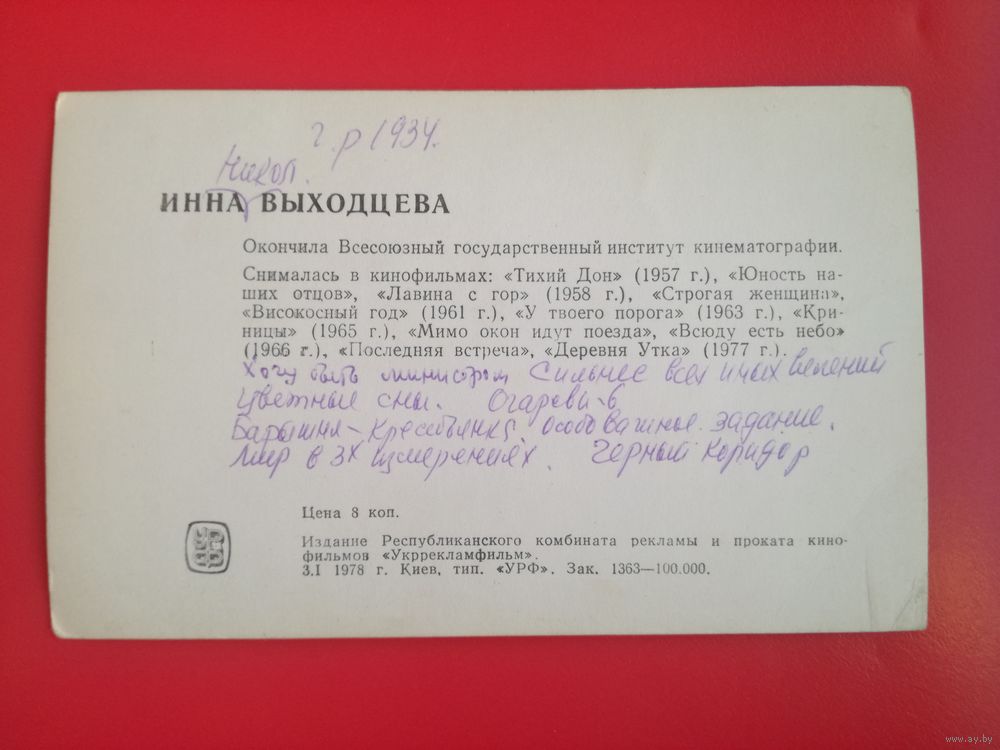 г. р 1934.
Никол.
ИННА ВЫХОДЦЕВА
Окончила Всесоюзный государственный институт кинематографии.
Снималась в кинофильмах: «Тихий Дон» (1957 г.), «Юность на-
ших отцов», «Лавина с гор» (1958 г.), «Строгая женщина»,
«Високосный год» (1961 г.), «У твоего порога» (1963 г.), «Кри-
ницы» (1965 г.), «Мимо окон идут поезда», «Всюду есть небо»
(1966 г.), «Последняя встреча», «Деревня Утка» (1977 г.).
Хочу быть министром Сильнее всех иных велений
Цветные сны. Огарева-6
Барышня-Крестьянка. особо важное задание.
Мир в 3х измерениях. Черный Коридор
Цена 8 коп.
Издание Республиканского комбината рекламы и проката кино-
фильмов «Укррекламфильм».
3.I 1978 г. Киев, тип. «УРФ». Зак. 1363—100.000.
www.ay.by